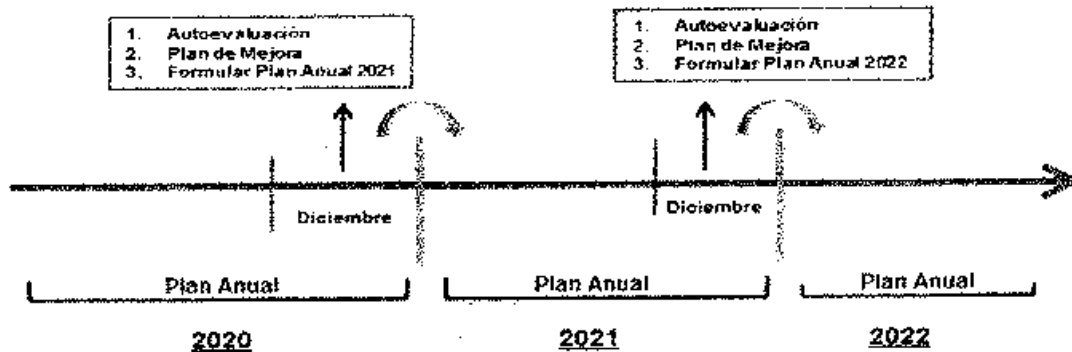 1. Autoevaluación
2. Plan de Mejora
3. Formular Plan Anual 2021
1. Autoevaluación
2. Plan de Mejora
3. Formular Plan Anual 2022
Diciembre
Diciembre
Plan Anual
Plan Anual
Plan Anual
2020
2021
2022